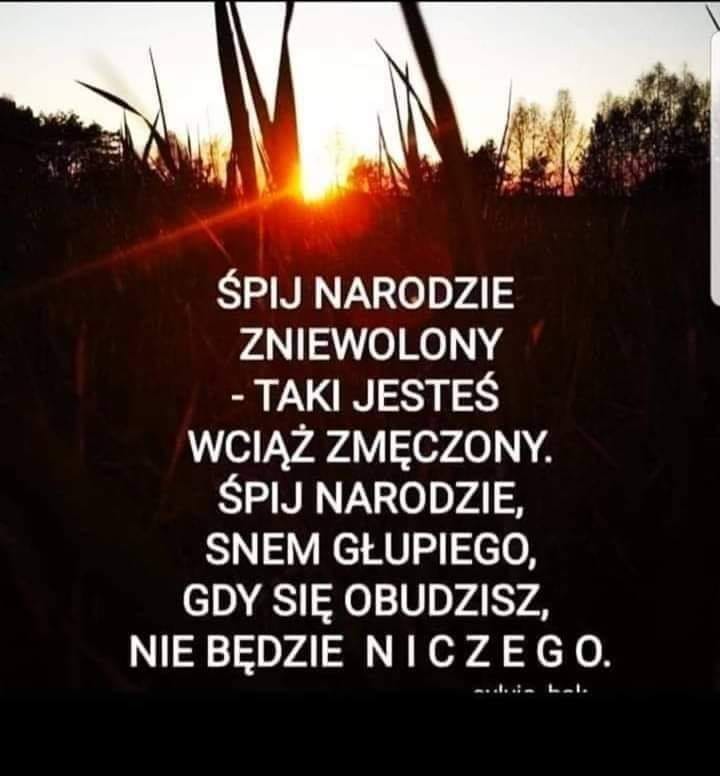 ŚPIJ NARODZIE
ZNIEWOLONY
- TAKI JESTEŚ
WCIĄŻ ZMĘCZONY.
ŚPIJ NARODZIE,
SNEM GŁUPIEGO,
GDY SIĘ OBUDZISZ,
NIE BĘDZIE N I C Z E G O.